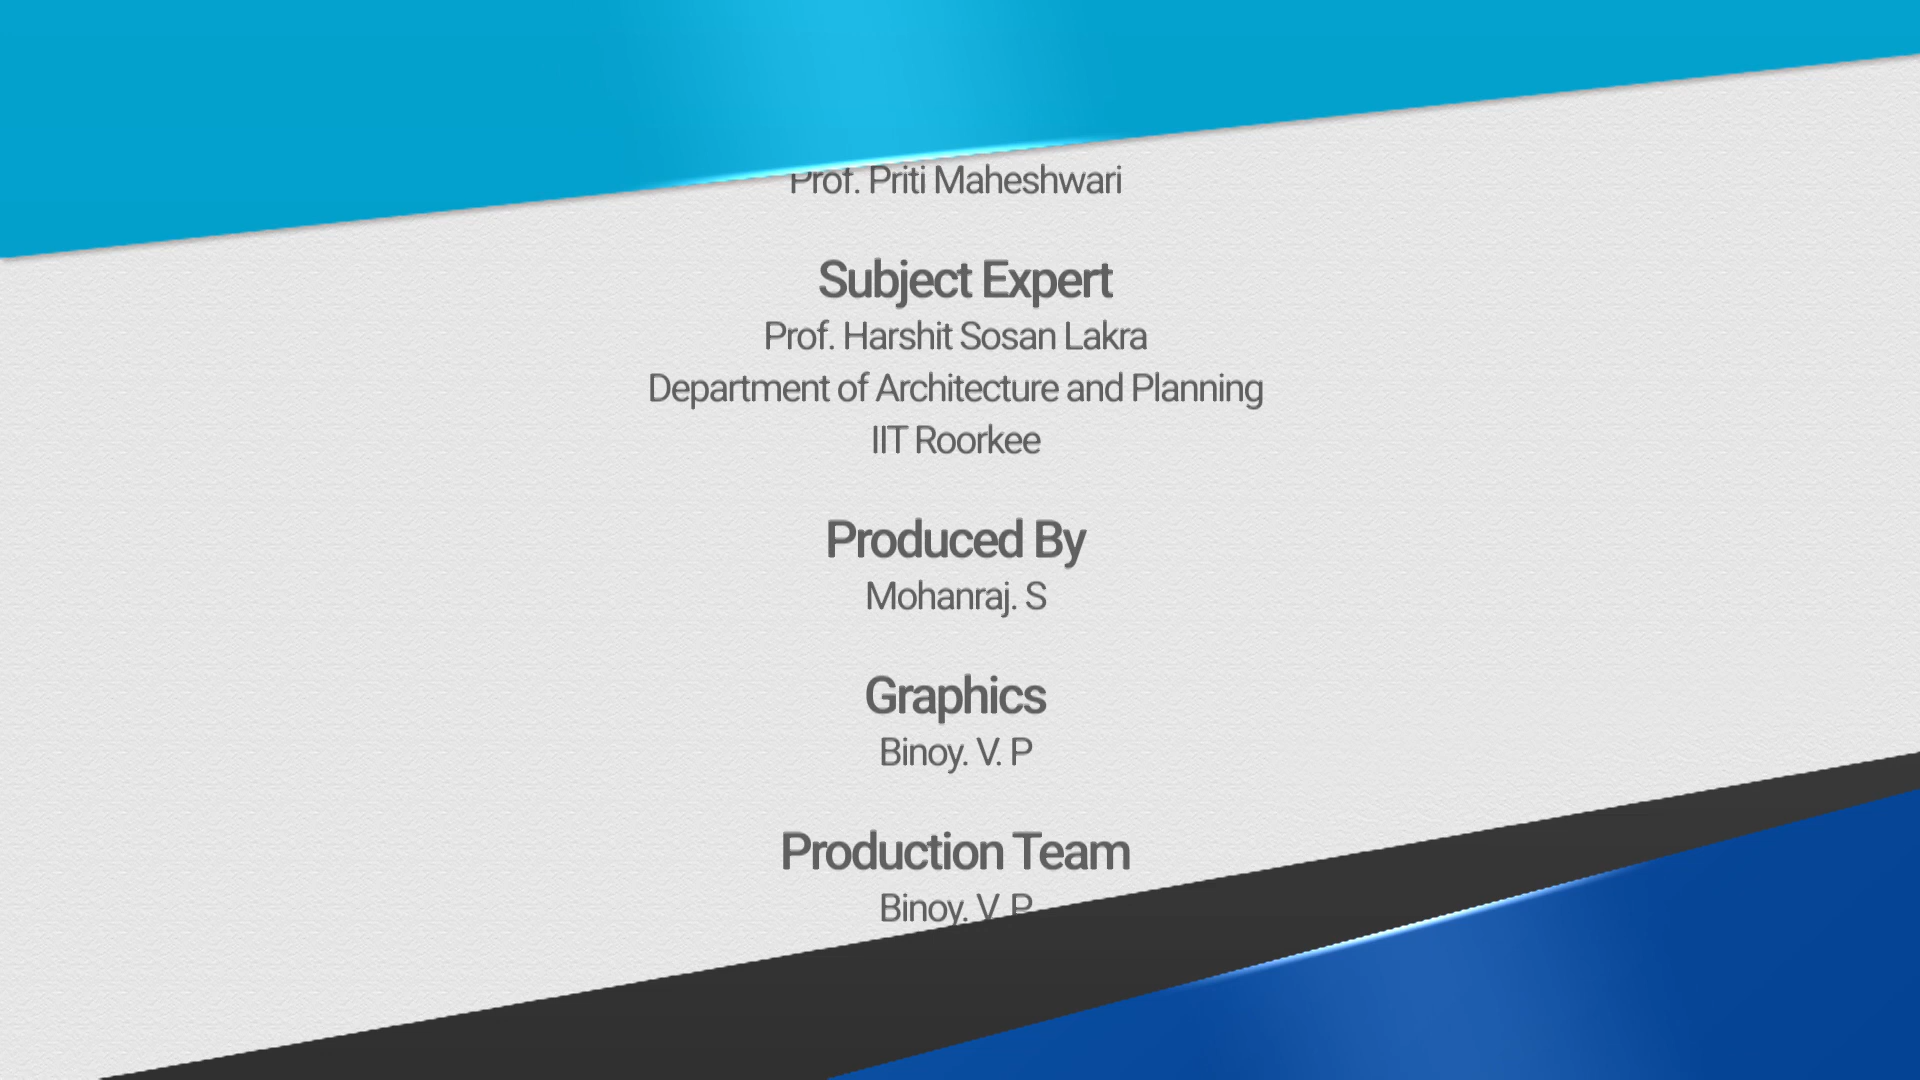 Prof. Priti Maheshwari
Subject Expert
Prof. Harshit Sosan Lakra
Department of Architecture and Planning
IIT Roorkee
Produced By
Mohanraj. S
Graphics
Binoy. V. P
Production Team
Binoy. V. P